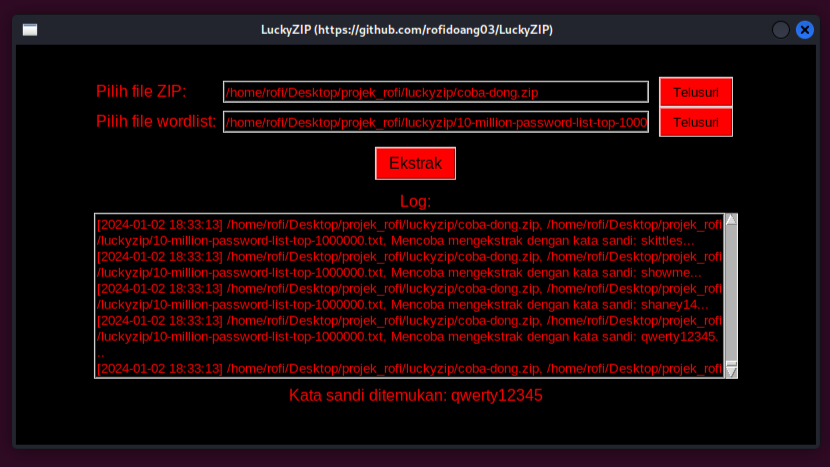 LuckyZIP (https://github.com/rofidoang03/LuckyZIP)
Pilih file ZIP: /home/rofi/Desktop/projek_rofi/luckyzip/coba-dong.zip Telusuri
Pilih file wordlist: /home/rofi/Desktop/projek_rofi/luckyzip/10-million-password-list-top-1000 Telusuri
Ekstrak
Log:
[2024-01-02 18:33:13] /home/rofi/Desktop/projek_rofi/luckyzip/coba-dong.zip, /home/rofi/Desktop/projek_rofi
/luckyzip/10-million-password-list-top-1000000.txt, Mencoba mengekstrak dengan kata sandi: skittles...
[2024-01-02 18:33:13] /home/rofi/Desktop/projek_rofi/luckyzip/coba-dong.zip, /home/rofi/Desktop/projek_rofi
/luckyzip/10-million-password-list-top-1000000.txt, Mencoba mengekstrak dengan kata sandi: showme...
[2024-01-02 18:33:13] /home/rofi/Desktop/projek_rofi/luckyzip/coba-dong.zip, /home/rofi/Desktop/projek_rofi
/luckyzip/10-million-password-list-top-1000000.txt, Mencoba mengekstrak dengan kata sandi: shaney14...
[2024-01-02 18:33:13] /home/rofi/Desktop/projek_rofi/luckyzip/coba-dong.zip, /home/rofi/Desktop/projek_rofi
/luckyzip/10-million-password-list-top-1000000.txt, Mencoba mengekstrak dengan kata sandi: qwerty12345.
..
[2024-01-02 18:33:13] /home/rofi/Desktop/projek_rofi/luckyzip/coba-dong.zip, /home/rofi/Desktop/projek_rofi
Kata sandi ditemukan: qwerty12345